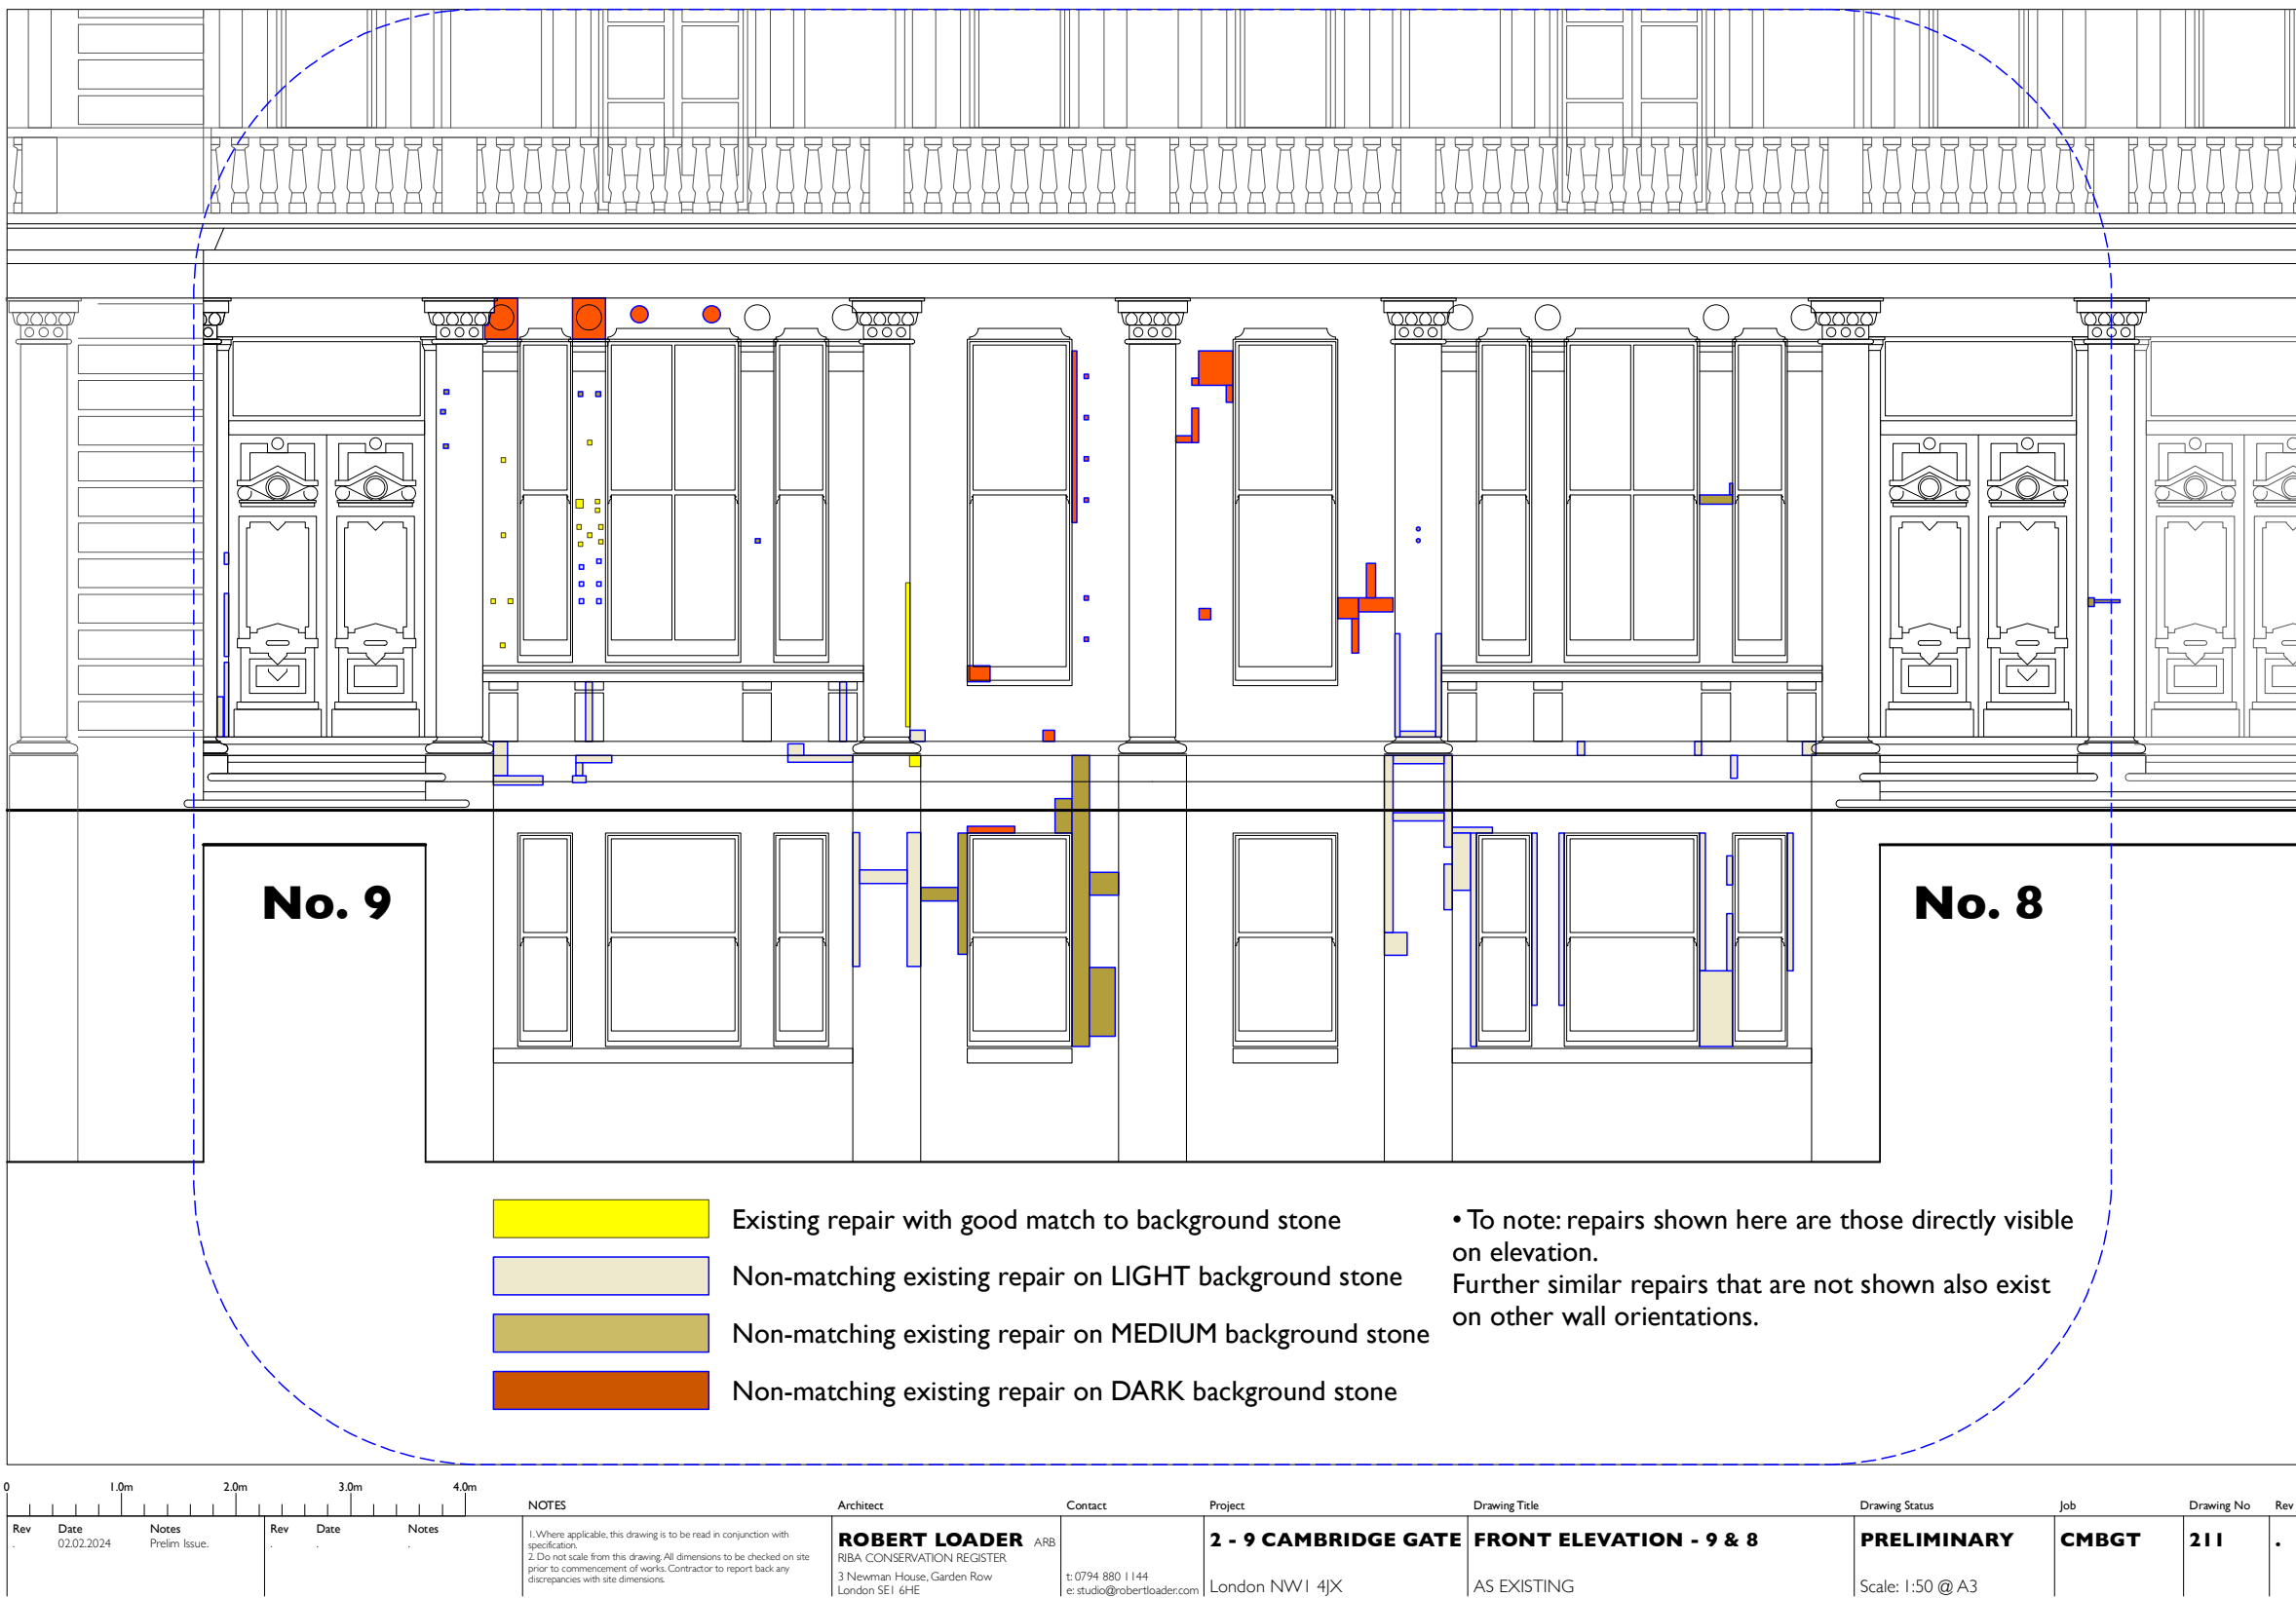 No. 9
No. 8
Existing repair with good match to background stone
Non-matching existing repair on LIGHT background stone
Non-matching existing repair on MEDIUM background stone
Non-matching existing repair on DARK background stone
• To note: repairs shown here are those directly visible
on elevation.
Further similar repairs that are not shown also exist
on other wall orientations.
0 1.0m 2.0m 3.0m 4.0m
Rev Date Notes Rev Date Notes
. 02.02.2024 Prelim Issue. . . .
NOTES
1. Where applicable, this drawing is to be read in conjunction with
specification.
2. Do not scale from this drawing. All dimensions to be checked on site
prior to commencement of works. Contractor to report back any
discrepancies with site dimensions.
Architect
ROBERT LOADER ARB
RIBA CONSERVATION REGISTER
3 Newman House, Garden Row
London SE1 6HE
Contact
t: 0794 880 1144
e: studio@robertloader.com
Project
2 - 9 CAMBRIDGE GATE
London NW1 4JX
Drawing Title
FRONT ELEVATION - 9 & 8
AS EXISTING
Drawing Status
PRELIMINARY
Scale: 1:50 @ A3
Job
CMBGT
Drawing No
211
Rev
.